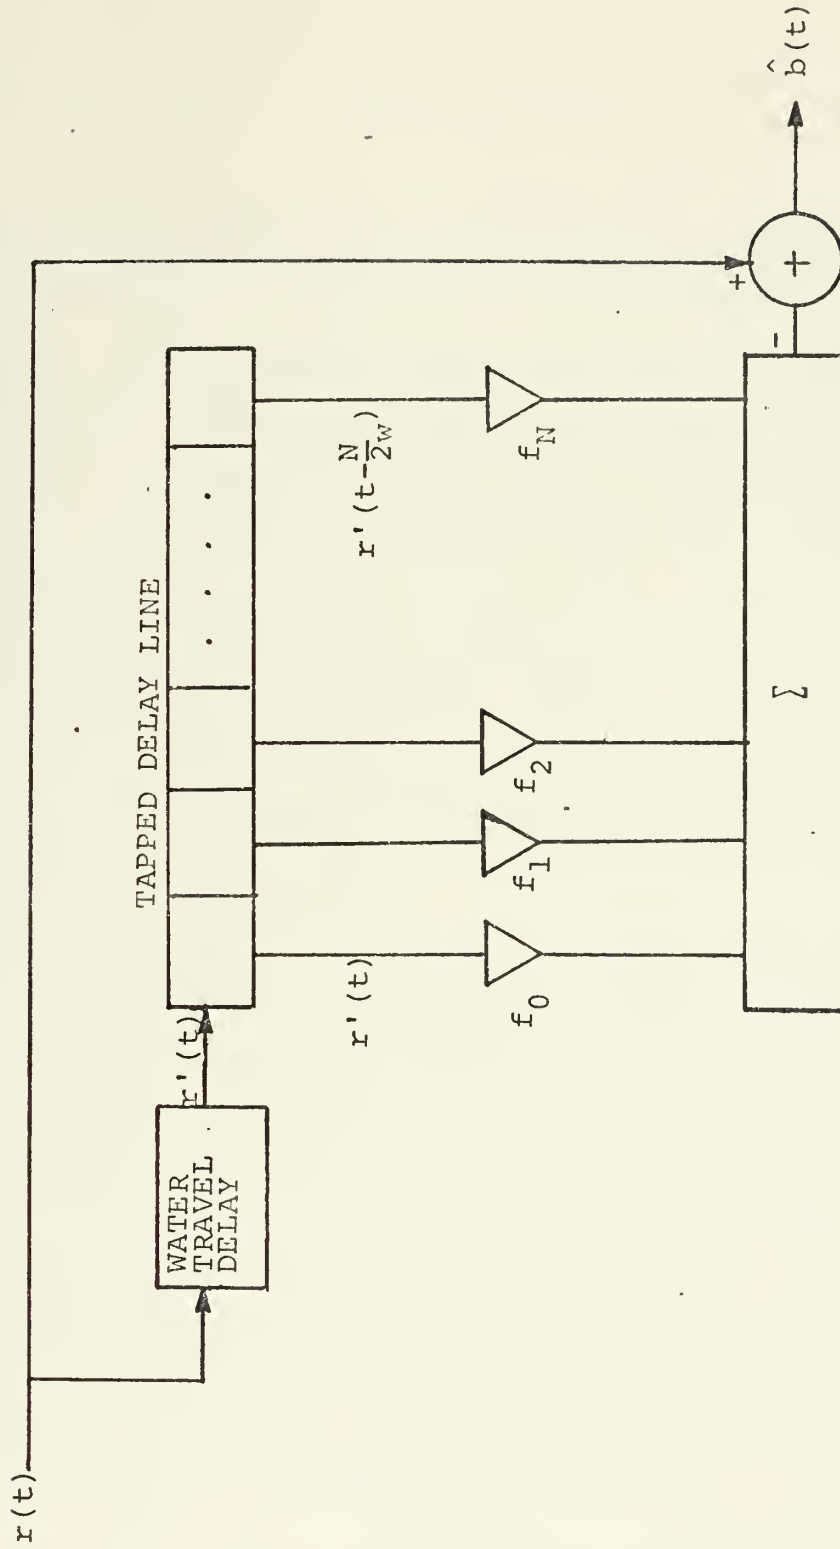 r(t)
WATER
TRAVEL
DELAY
r'(t)
TAPPED DELAY LINE
. . . .
r'(t)
r'(t-N/2W)
f0
f1
f2
fN
Σ
-
+
+
b̂(t)